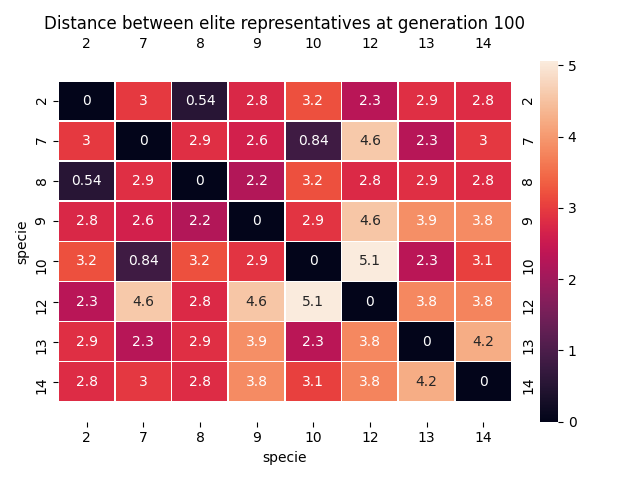 Distance between elite representatives at generation 100
2 7 8 9 10 12 13 14
2 0 3 0.54 2.8 3.2 2.3 2.9 2.8 2
7 3 0 2.9 2.6 0.84 4.6 2.3 3 7
8 0.54 2.9 0 2.2 3.2 2.8 2.9 2.8 8
9 2.8 2.6 2.2 0 2.9 4.6 3.9 3.8 9
10 3.2 0.84 3.2 2.9 0 5.1 2.3 3.1 10
12 2.3 4.6 2.8 4.6 5.1 0 3.8 3.8 12
13 2.9 2.3 2.9 3.9 2.3 3.8 0 4.2 13
14 2.8 3 2.8 3.8 3.1 3.8 4.2 0 14
2 7 8 9 10 12 13 14
specie
specie
5
4
3
2
1
0